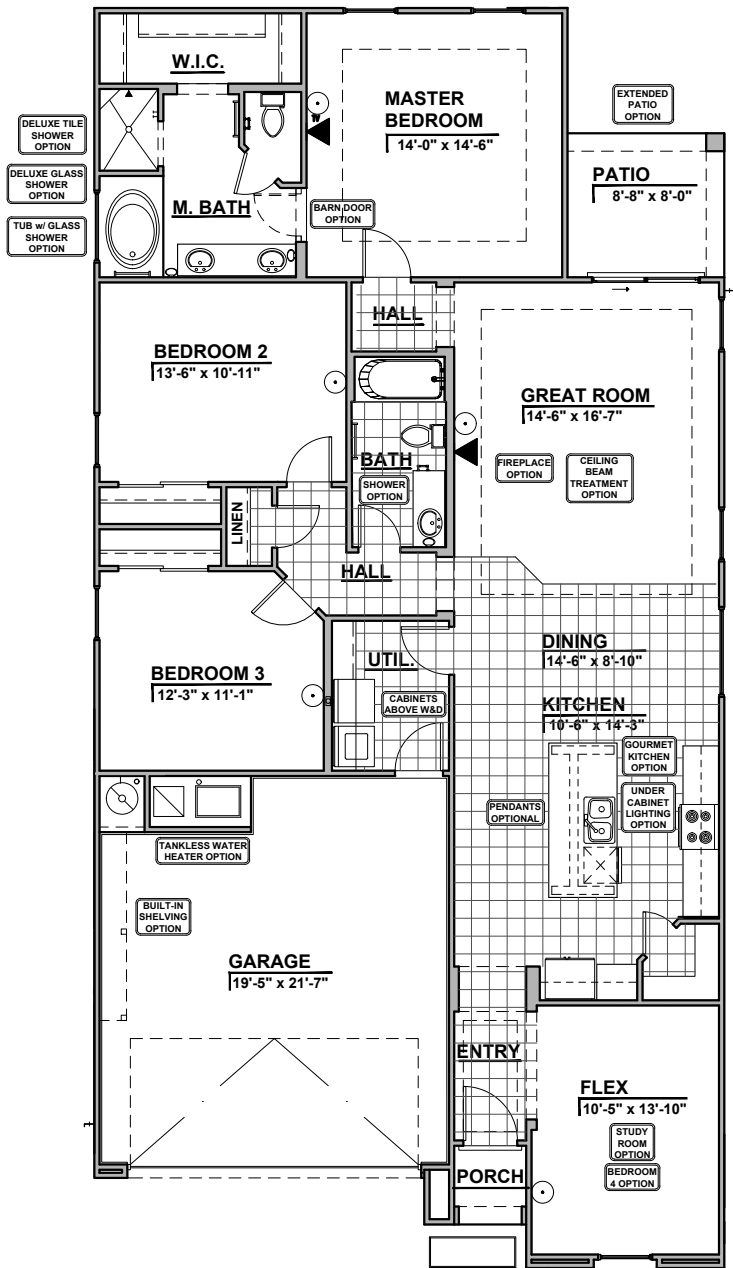 W.I.C.
MASTER
BEDROOM
14'-0" x 14'-6"
EXTENDED
PATIO
OPTION
DELUXE TILE
SHOWER
OPTION
DELUXE GLASS
SHOWER
OPTION
TUB w/ GLASS
SHOWER
OPTION
M. BATH
BARN DOOR
OPTION
PATIO
8'-8" x 8'-0"
HALL
BEDROOM 2
13'-6" x 10'-11"
GREAT ROOM
14'-6" x 16'-7"
BATH
SHOWER
OPTION
FIREPLACE
OPTION
CEILING
BEAM
TREATMENT
OPTION
LINEN
HALL
DINING
14'-6" x 8'-10"
UTIL.
BEDROOM 3
12'-3" x 11'-1"
CABINETS
ABOVE W&D
KITCHEN
10'-6" x 14'-3"
GOURMET
KITCHEN
OPTION
PENDANTS
OPTIONAL
UNDER
CABINET
LIGHTING
OPTION
TANKLESS WATER
HEATER OPTION
BUILT-IN
SHELVING
OPTION
GARAGE
19'-5" x 21'-7"
ENTRY
FLEX
10'-5" x 13'-10"
STUDY
ROOM
OPTION
BEDROOM
4 OPTION
PORCH